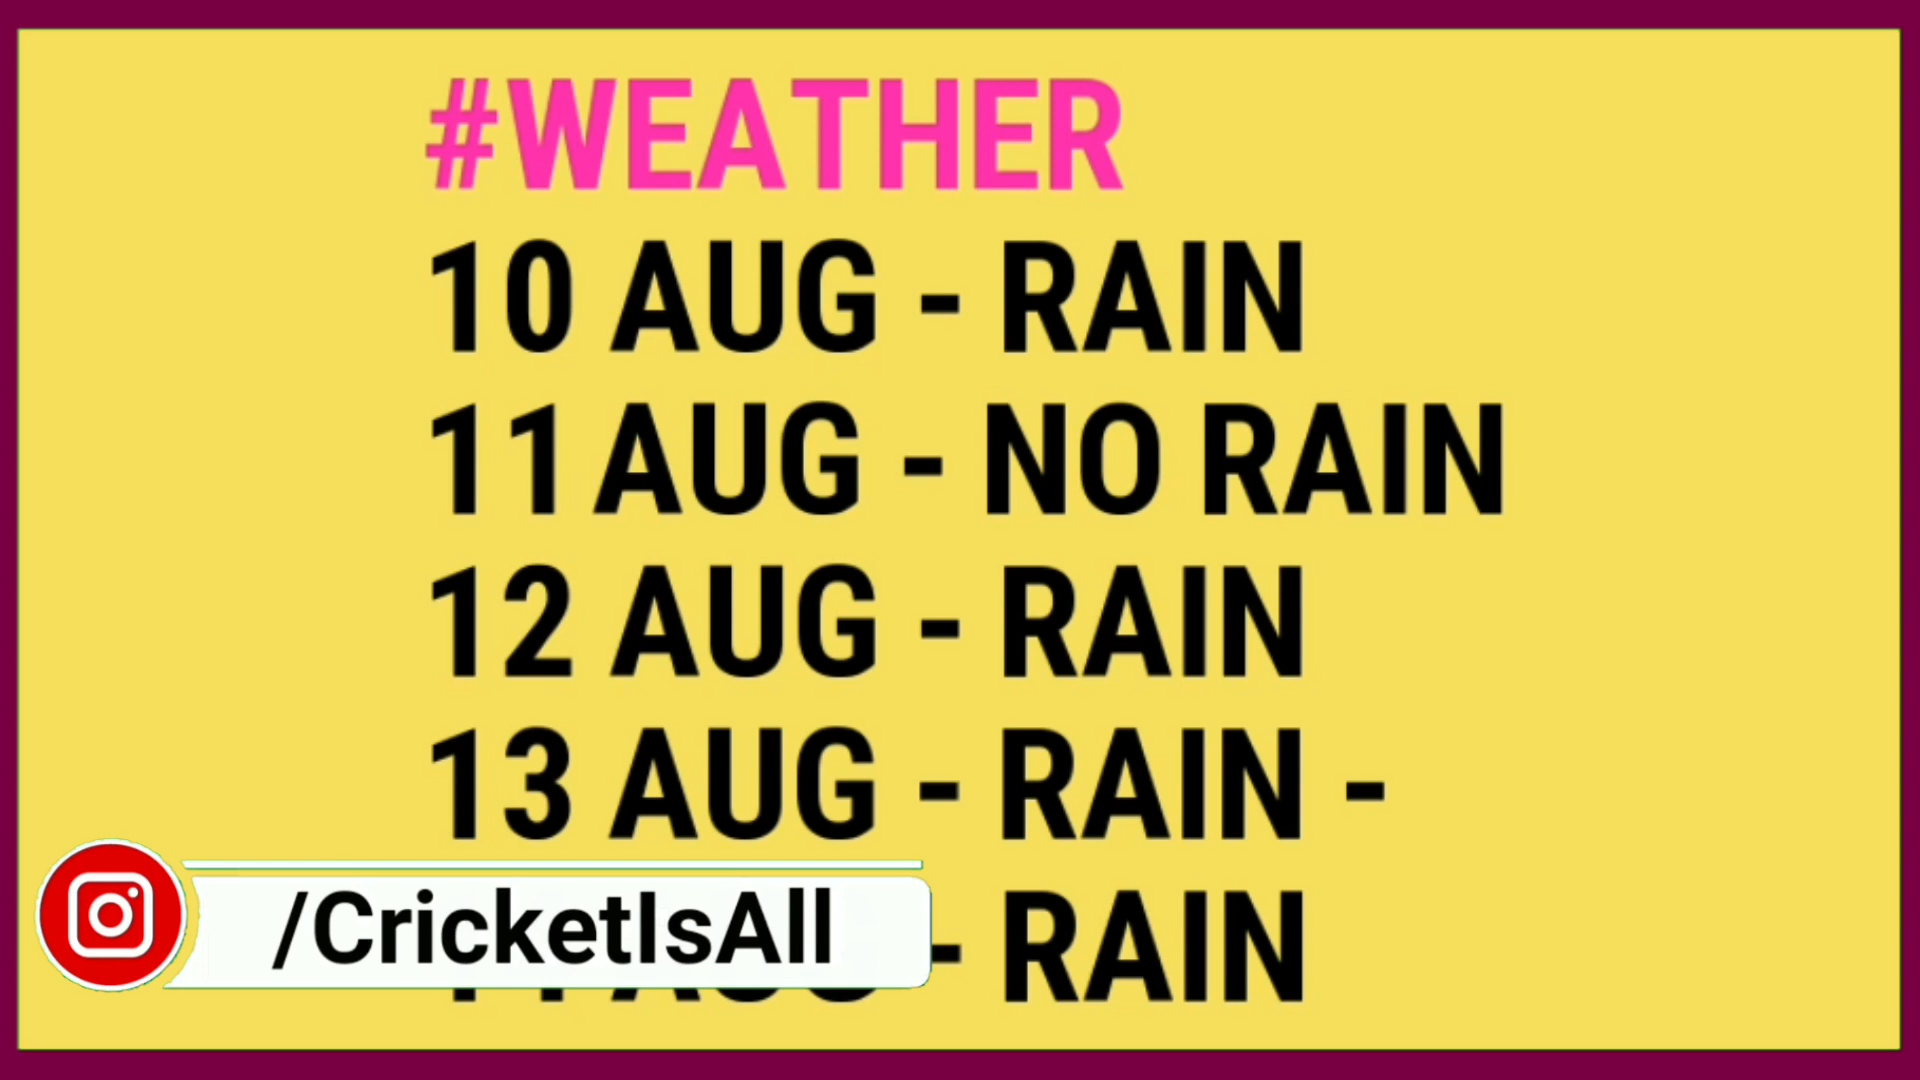 #WEATHER
10 AUG - RAIN
11 AUG - NO RAIN
12 AUG - RAIN
13 AUG - RAIN -
- RAIN
/CricketIsAll